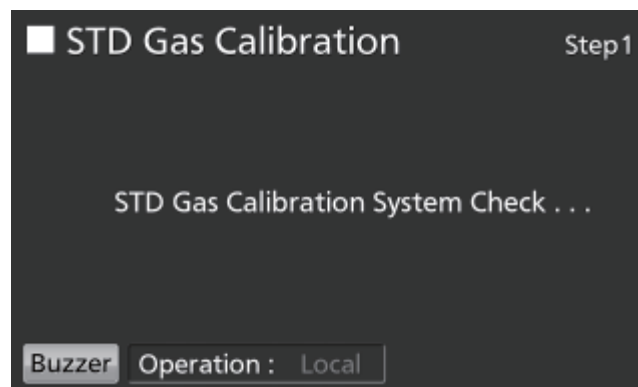 STD Gas Calibration Step1
STD Gas Calibration System Check . . .
Buzzer Operation : Local